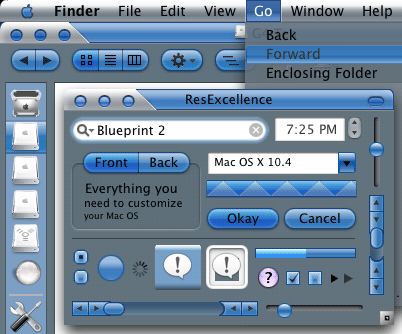 Finder File Edit View Go Window Help
Back
Forward
Enclosing Folder
ResExcellence
Blueprint 2
7:25 PM
Front Back
Mac OS X 10.4
Everything you
need to customize
your Mac OS
Okay Cancel
! !
?